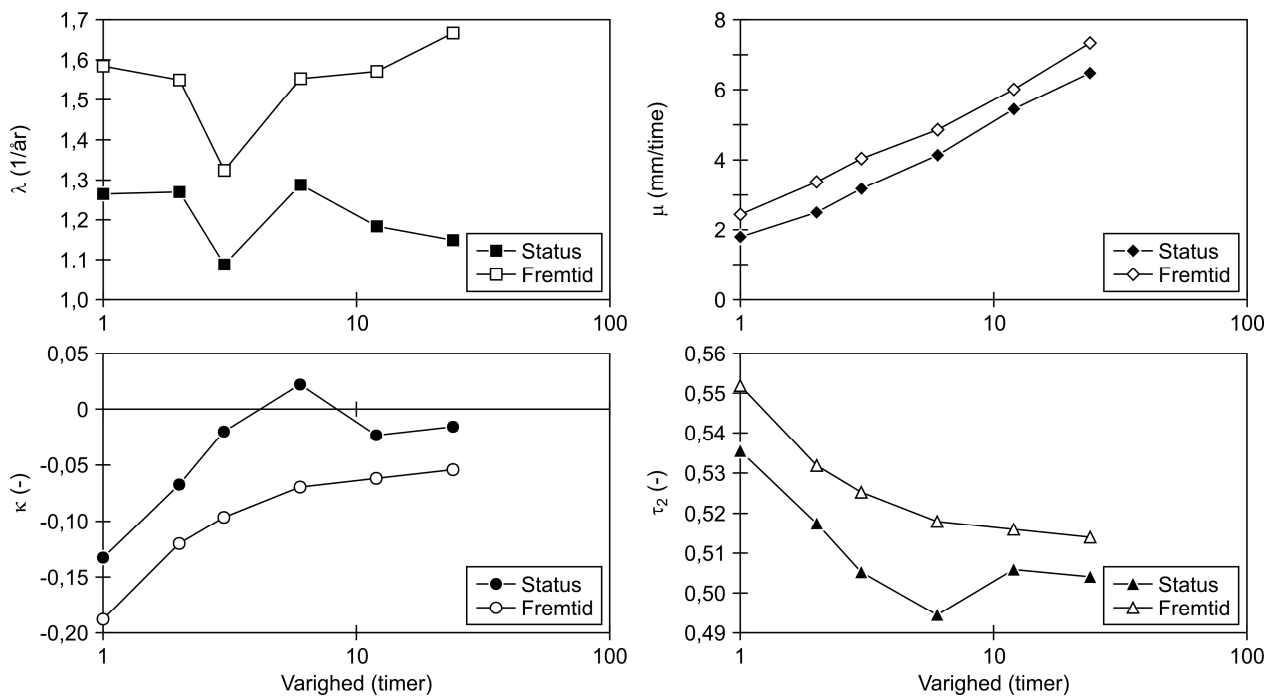 1,7
1,6
1,5
1,4
1,3
1,2
1,1
1,0
λ (1/år)
1
10
100
Status
Fremtid
8
6
4
2
0
μ (mm/time)
1
10
100
Status
Fremtid
0,05
0
-0,05
-0,10
-0,15
-0,20
κ (-)
1
10
100
Varighed (timer)
Status
Fremtid
0,56
0,55
0,54
0,53
0,52
0,51
0,50
0,49
τ₂ (-)
1
10
100
Varighed (timer)
Status
Fremtid